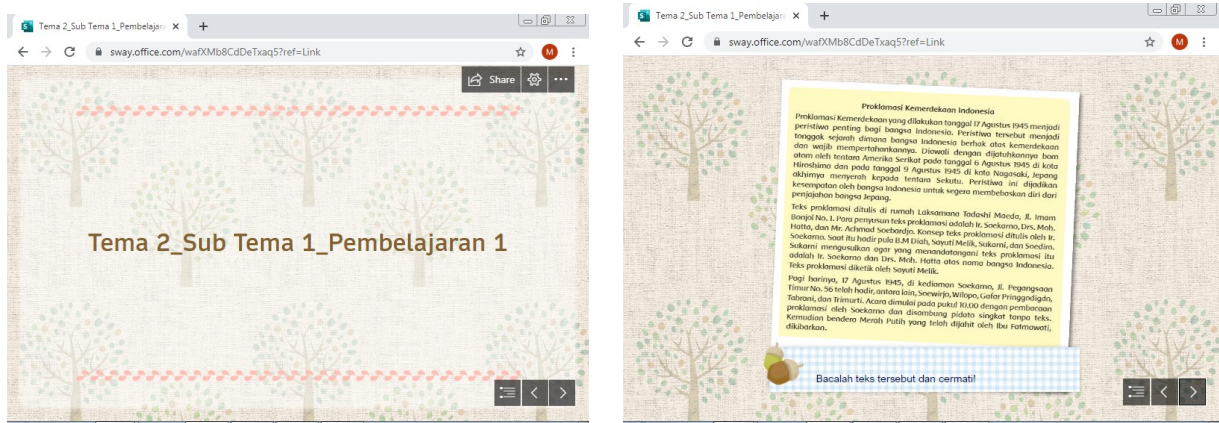 Tema 2_Sub Tema 1_Pembelajar
sway.office.com/wafXMb8CdDeTxaq5?ref=Link
M
Share
Tema 2_Sub Tema 1_Pembelajaran 1
Tema 2_Sub Tema 1_Pembelajar
sway.office.com/wafXMb8CdDeTxaq5?ref=Link
M
Proklamasi Kemerdekaan Indonesia
Proklamasi Kemerdekaan yang dilakukan tanggal 17 Agustus 1945 menjadi
peristiwa penting bagi bangsa Indonesia. Peristiwa tersebut menjadi
tonggak sejarah dimana bangsa Indonesia berhak atas kemerdekaan
dan wajib mempertahankannya. Diawali dengan dijatuhkannya bom
atom oleh tentara Amerika Serikat pada tanggal 6 Agustus 1945 di kota
Hiroshima dan pada tanggal 9 Agustus 1945 di kota Nagasaki, Jepang
akhirnya menyerah kepada tentara Sekutu. Peristiwa ini dijadikan
kesempatan oleh bangsa Indonesia untuk segera membebaskan diri dari
penjajahan bangsa Jepang.
Teks proklamasi ditulis di rumah Laksamana Tadashi Maeda, Jl. Imam
Bonjol No. 1. Para penyusun teks proklamasi adalah Ir. Soekarno, Drs. Moh.
Hatta, dan Mr. Achmad Soebardjo. Konsep teks proklamasi ditulis oleh Ir.
Soekarno. Saat itu hadir pula B.M Diah, Sayuti Melik, Sukarni, dan Soediro.
Sukarni mengusulkan agar yang menandatangani teks proklamasi itu
adalah Ir. Soekarno dan Drs. Moh. Hatta atas nama bangsa Indonesia.
Teks proklamasi diketik oleh Sayuti Melik.
Pagi harinya, 17 Agustus 1945, di kediaman Soekarno, Jl. Pegangsaan
Timur No. 56 telah hadir, antara lain, Soewirjo, Wilopo, Gafar Pringgodigdo,
Tabrani, dan Trimurti. Acara dimulai pada pukul 10.00 dengan pembacaan
proklamasi oleh Soekarno dan disambung pidato singkat tanpa teks.
Kemudian bendera Merah Putih yang telah dijahit oleh Ibu Fatmawati,
dikibarkan.
Bacalah teks tersebut dan cermati!